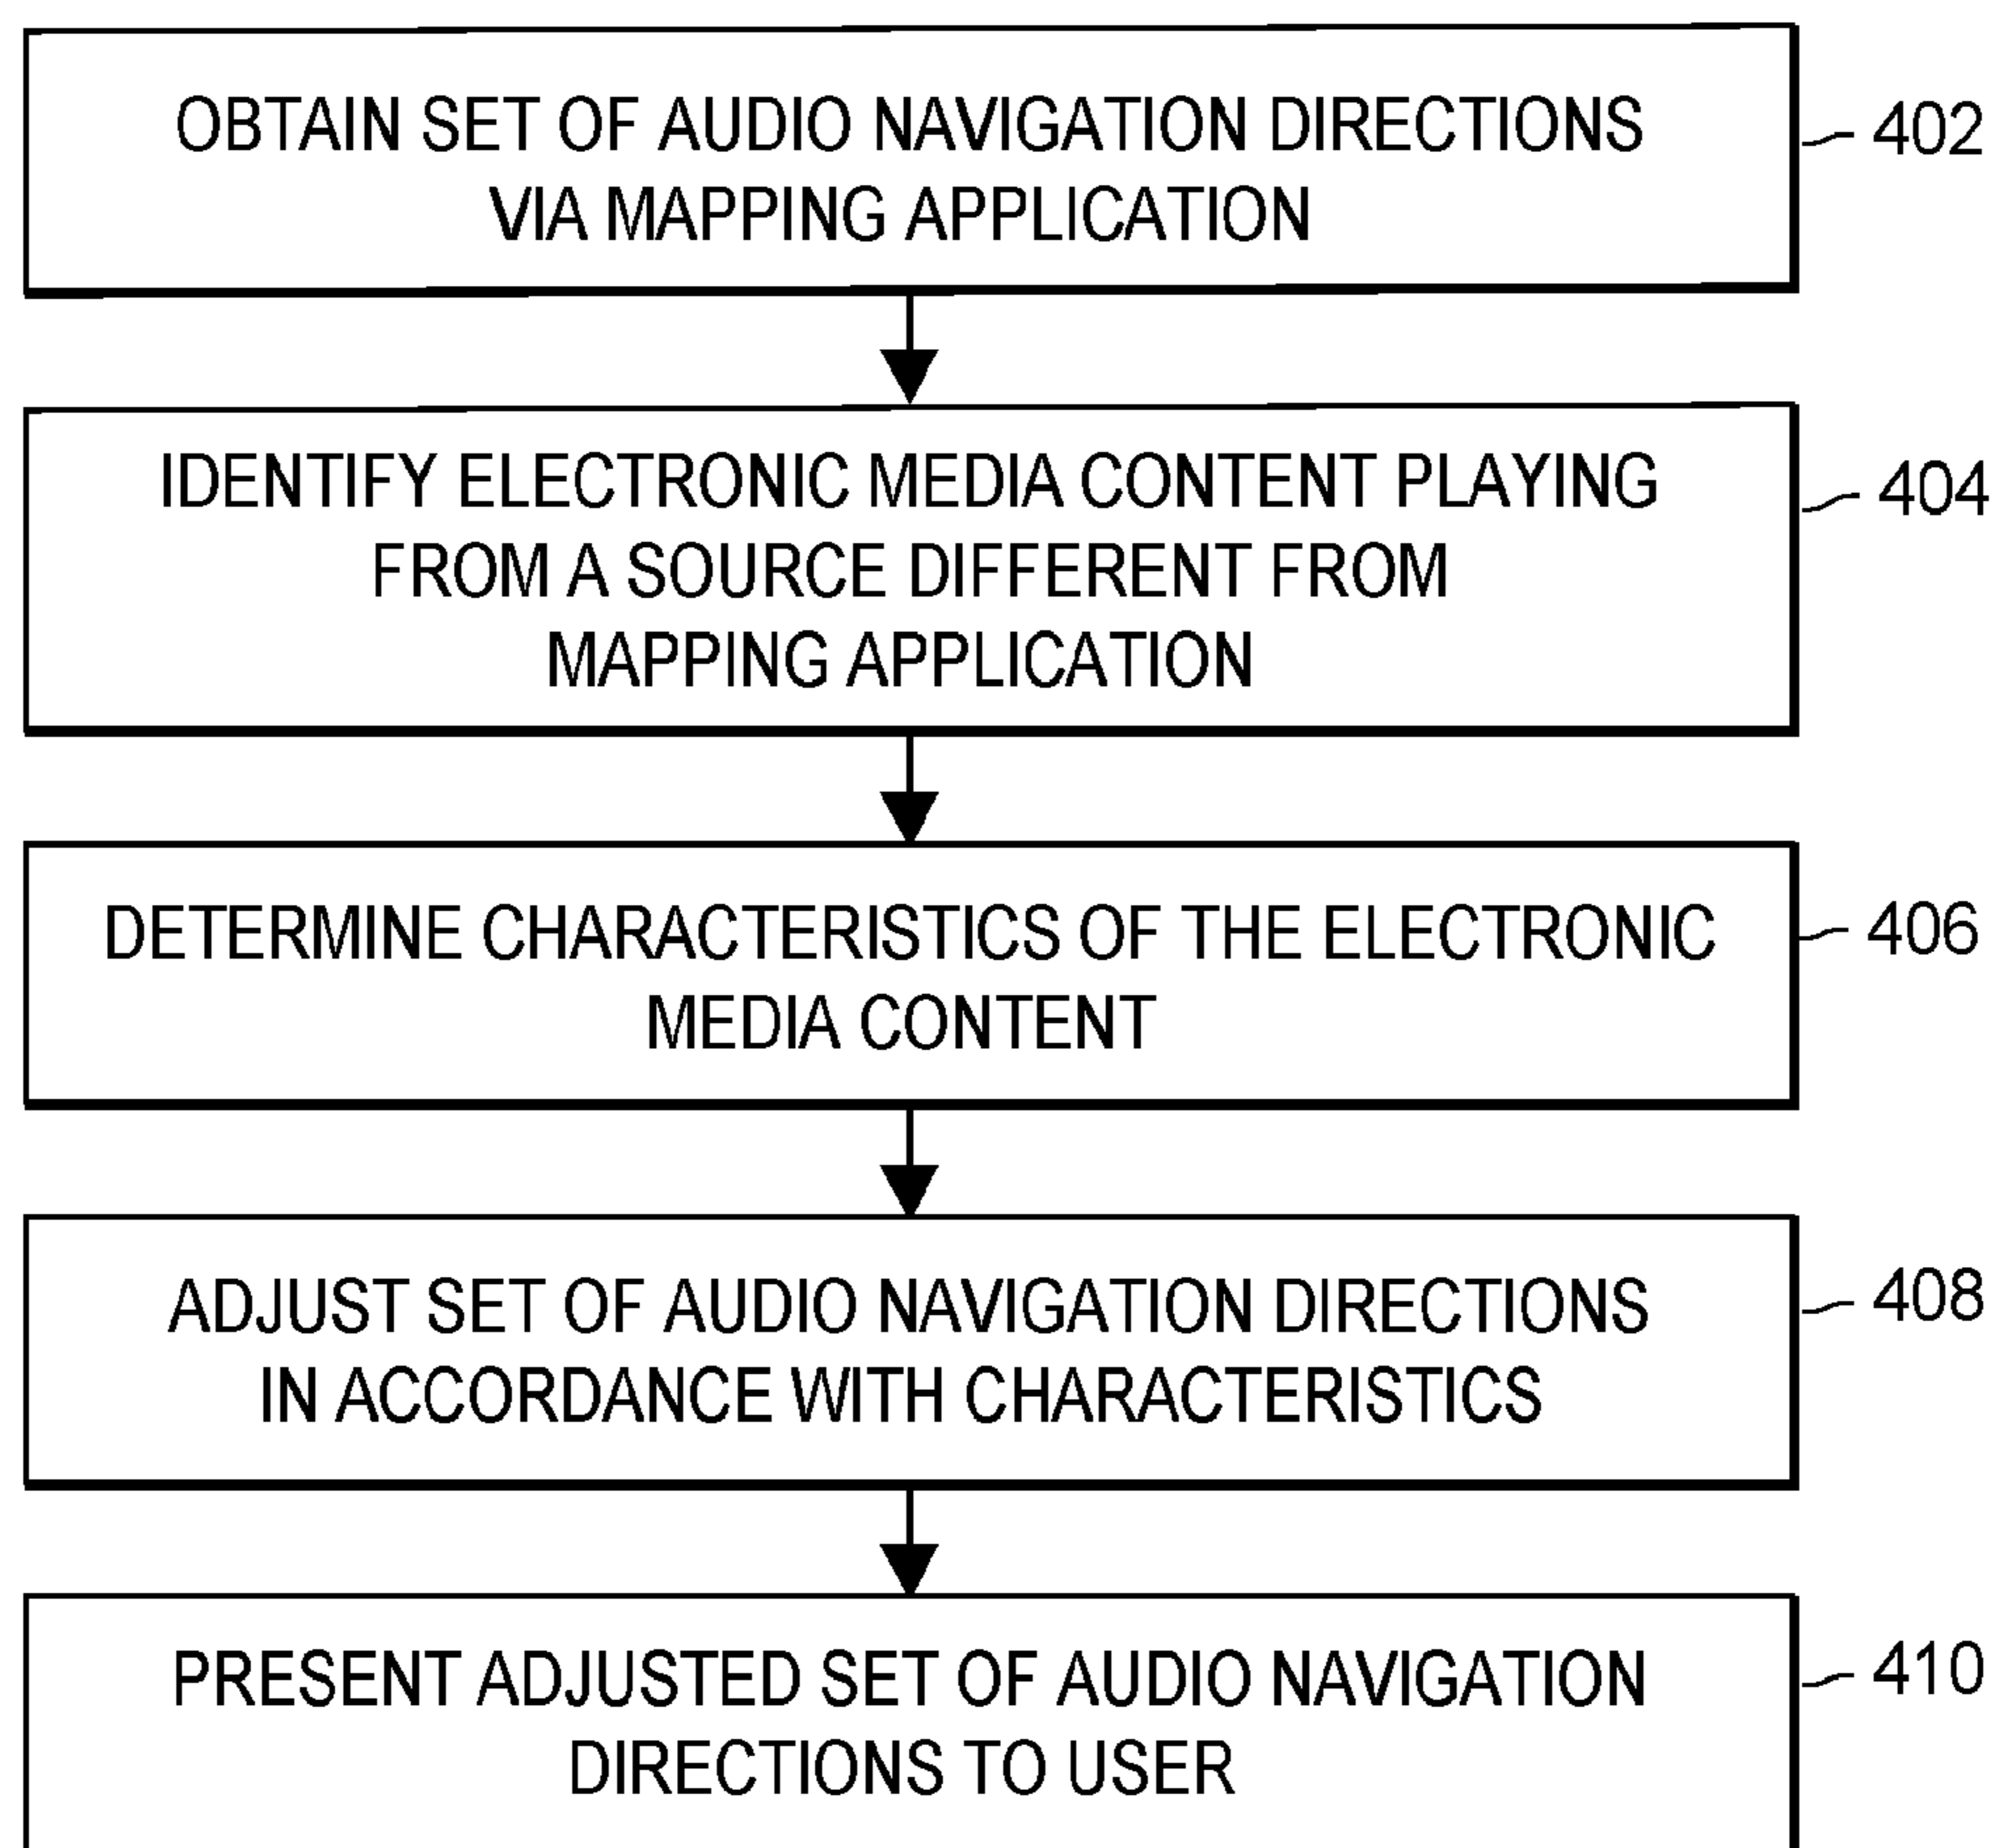 OBTAIN SET OF AUDIO NAVIGATION DIRECTIONS
VIA MAPPING APPLICATION
402
IDENTIFY ELECTRONIC MEDIA CONTENT PLAYING
FROM A SOURCE DIFFERENT FROM
MAPPING APPLICATION
404
DETERMINE CHARACTERISTICS OF THE ELECTRONIC
MEDIA CONTENT
406
ADJUST SET OF AUDIO NAVIGATION DIRECTIONS
IN ACCORDANCE WITH CHARACTERISTICS
408
PRESENT ADJUSTED SET OF AUDIO NAVIGATION
DIRECTIONS TO USER
410